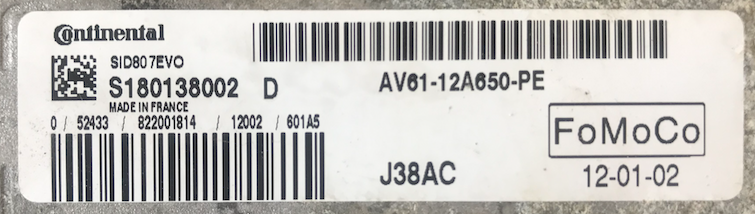 Continental
SID807EVO
S180138002 D
MADE IN FRANCE
0 / 52433 / 822001814 / 12002 / 601A5
AV61-12A650-PE
J38AC
FoMoCo
12-01-02